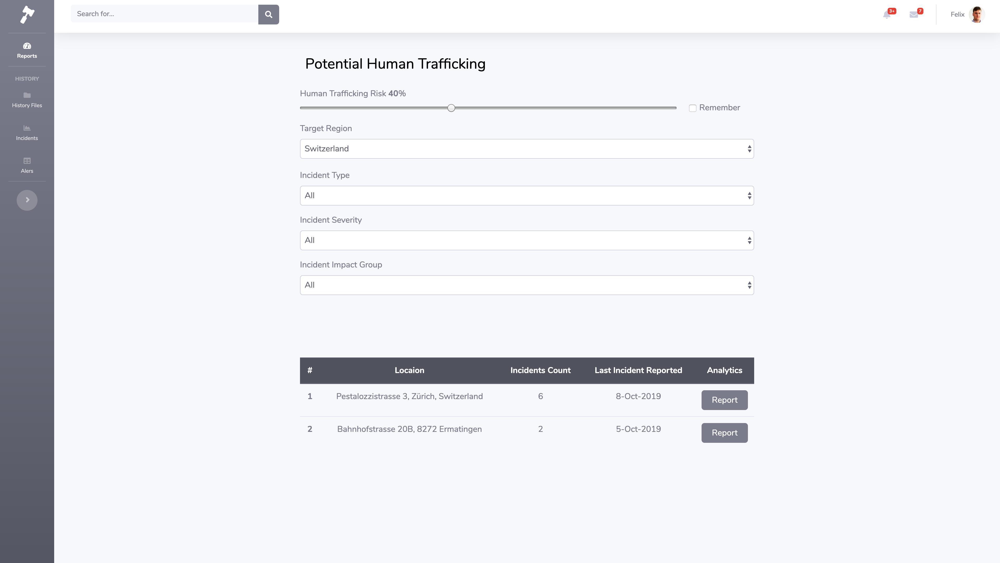 Search for...
3+
7
Felix
Reports
HISTORY
History Files
Incidents
Alers
Potential Human Trafficking
Human Trafficking Risk 40%
Remember
Target Region
Switzerland
Incident Type
All
Incident Severity
All
Incident Impact Group
All
# Locaion Incidents Count Last Incident Reported Analytics
1 Pestalozzistrasse 3, Zürich, Switzerland 6 8-Oct-2019 Report
2 Bahnhofstrasse 20B, 8272 Ermatingen 2 5-Oct-2019 Report